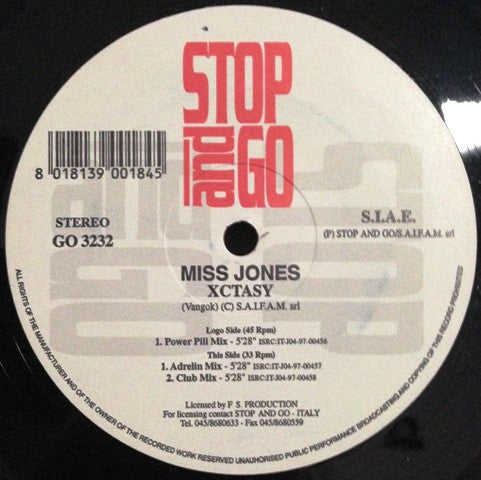 STOP
and
GO
8 018139 001845
STEREO
GO 3232
S.I.A.E.
(P) STOP AND GO/S.A.I.F.A.M. srl
MISS JONES
XCTASY
(Vangok) (C) S.A.I.F.A.M. srl
Logo Side (45 Rpm)
1. Power Pill Mix - 5'28" ISRC:IT-J04-97-00456
This Side (33 Rpm)
1. Adrelin Mix - 5'28" ISRC:IT-J04-97-00457
2. Club Mix - 5'28" ISRC:IT-J04-97-00458
Licensed by F S. PRODUCTION
For licensing contact STOP AND GO - ITALY
Tel. 045/8680633 - Fax 045/8680559
ALL RIGHTS OF THE MANUFACTURER AND OF THE OWNER OF THE RECORDED WORK RESERVED UNAUTHORISED PUBLIC PERFORMANCE BROADCASTING AND COPYING OF THIS RECORD PROHIBITED